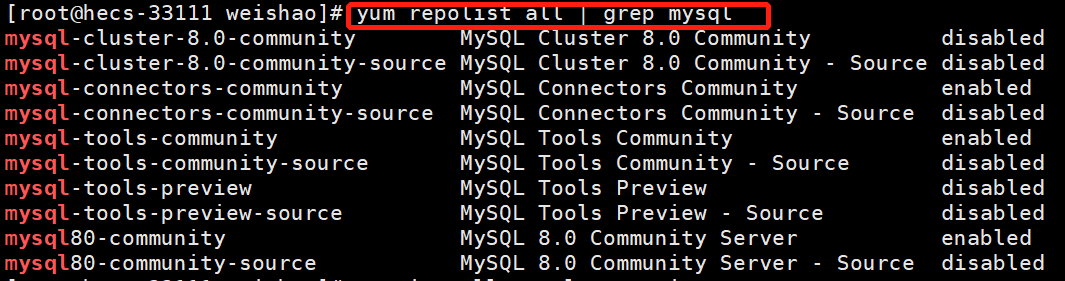 [root@hecs-33111 weishao]# yum repolist all | grep mysql
mysql-cluster-8.0-community MySQL Cluster 8.0 Community disabled
mysql-cluster-8.0-community-source MySQL Cluster 8.0 Community - Source disabled
mysql-connectors-community MySQL Connectors Community enabled
mysql-connectors-community-source MySQL Connectors Community - Source disabled
mysql-tools-community MySQL Tools Community enabled
mysql-tools-community-source MySQL Tools Community - Source disabled
mysql-tools-preview MySQL Tools Preview disabled
mysql-tools-preview-source MySQL Tools Preview - Source disabled
mysql80-community MySQL 8.0 Community Server enabled
mysql80-community-source MySQL 8.0 Community Server - Source disabled